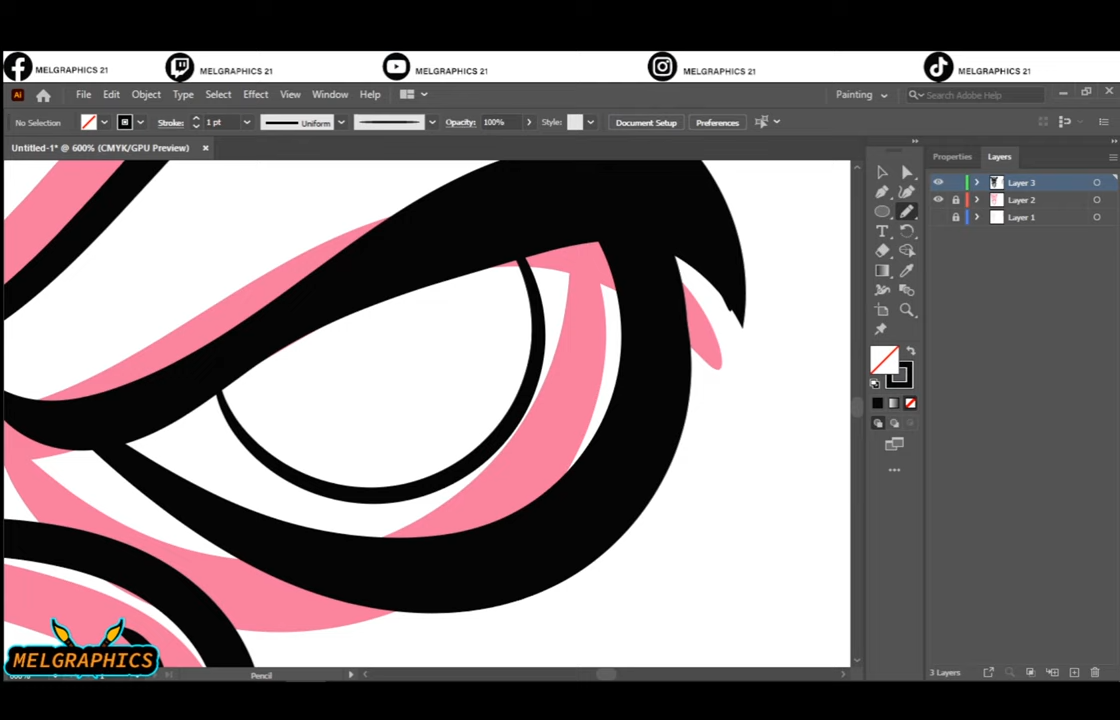 MELGRAPHICS 21 MELGRAPHICS 21 MELGRAPHICS 21 MELGRAPHICS 21 MELGRAPHICS 21
Ai File Edit Object Type Select Effect View Window Help Painting Search Adobe Help
No Selection Stroke: 1 pt Uniform Opacity: 100% Style: Document Setup Preferences
Untitled-1* @ 600% (CMYK/GPU Preview) Properties Layers
Layer 3
Layer 2
Layer 1
MELGRAPHICS
Pencil 3 Layers